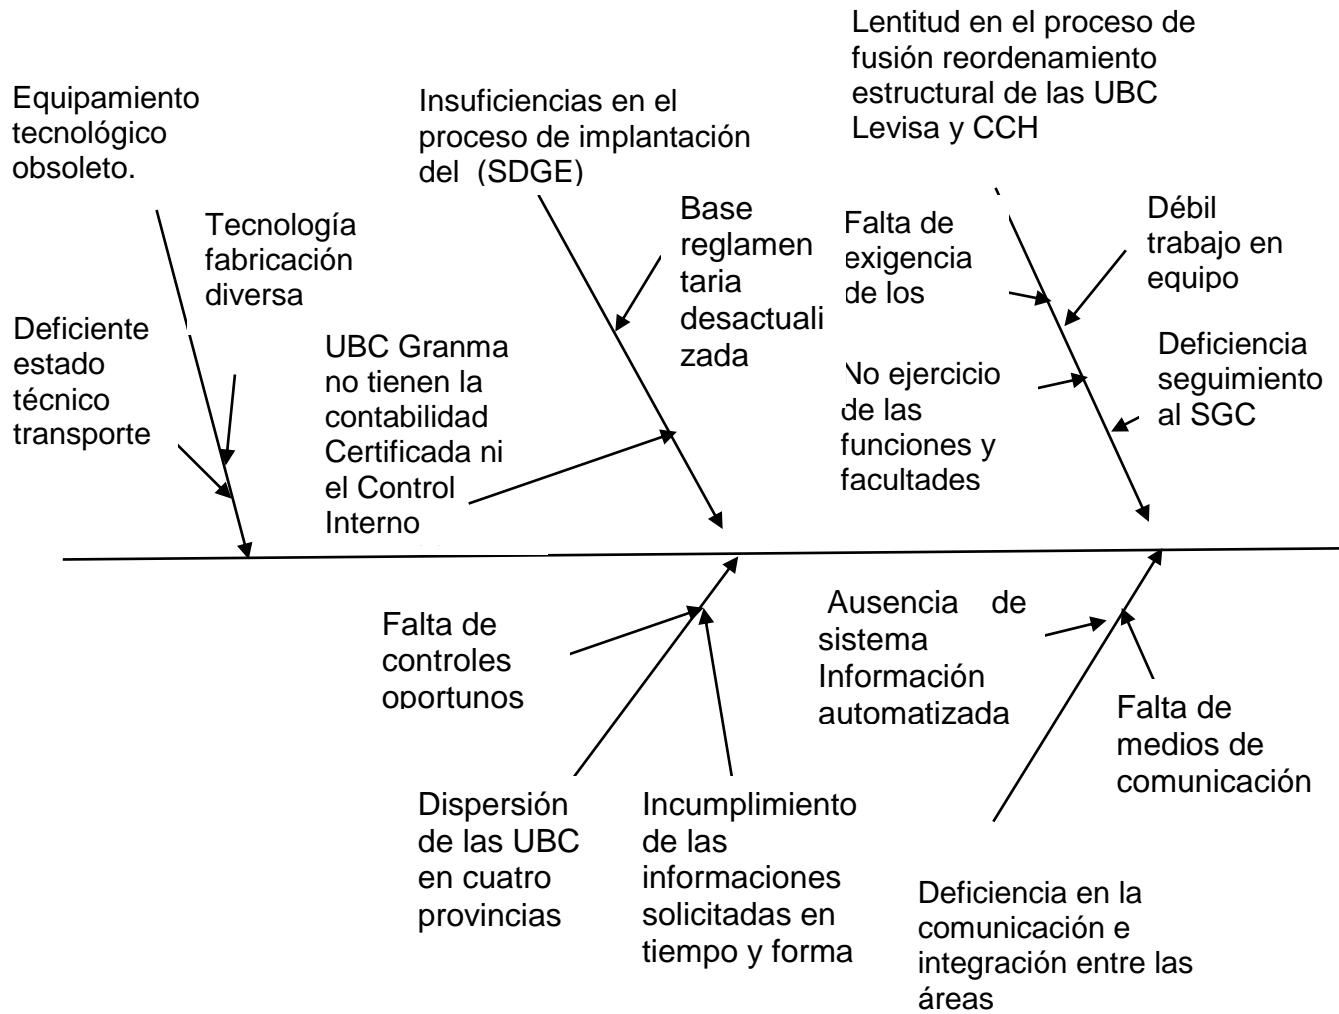 Lentitud en el proceso de
fusión reordenamiento
estructural de las UBC
Levisa y CCH
Equipamiento
tecnológico
obsoleto.
Insuficiencias en el
proceso de implantación
del (SDGE)
Tecnología
fabricación
diversa
Base
reglamen
taria
desactuali
zada
Falta de
exigencia
de los
Débil
trabajo en
equipo
Deficiente
estado
técnico
transporte
UBC Granma
no tienen la
contabilidad
Certificada ni
el Control
Interno
No ejercicio
de las
funciones y
facultades
Deficiencia
seguimiento
al SGC
Falta de
controles
oportunos
Ausencia de
sistema
Información
automatizada
Falta de
medios de
comunicación
Dispersión
de las UBC
en cuatro
provincias
Incumplimiento
de las
informaciones
solicitadas en
tiempo y forma
Deficiencia en la
comunicación e
integración entre las
áreas